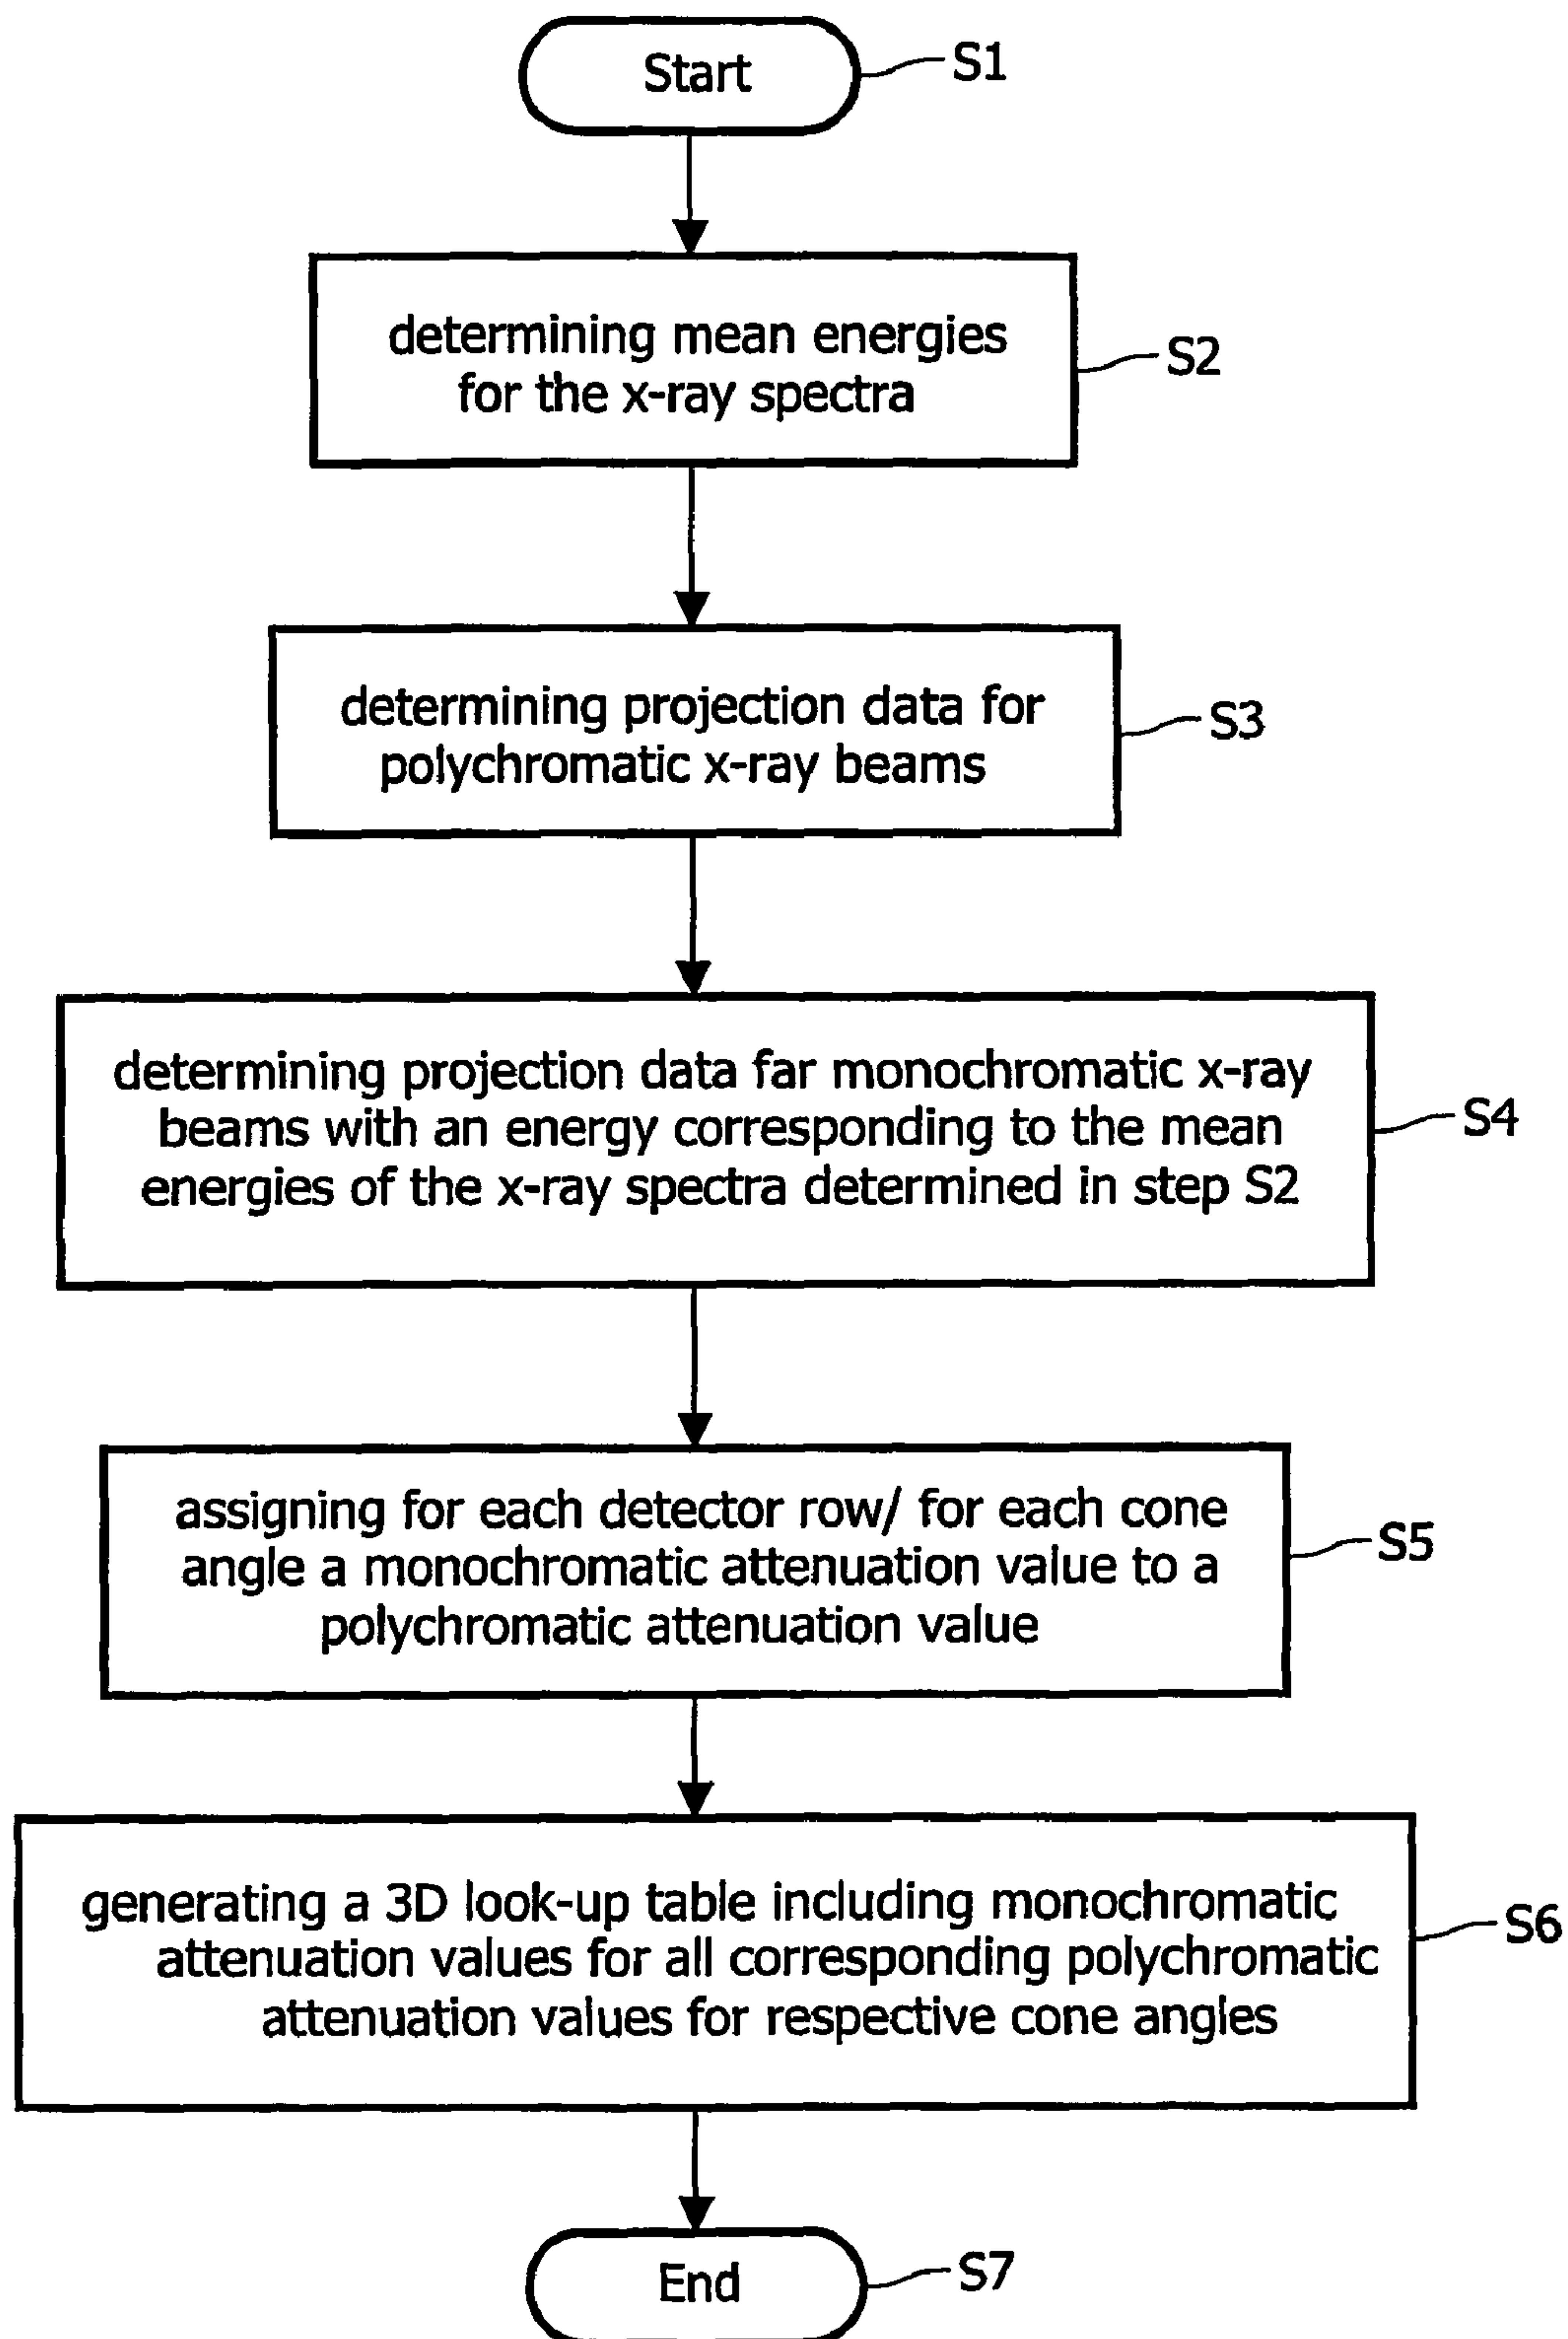 Start
S1
determining mean energies
for the x-ray spectra
S2
determining projection data for
polychromatic x-ray beams
S3
determining projection data far monochromatic x-ray
beams with an energy corresponding to the mean
energies of the x-ray spectra determined in step S2
S4
assigning for each detector row/ for each cone
angle a monochromatic attenuation value to a
polychromatic attenuation value
S5
generating a 3D look-up table including monochromatic
attenuation values for all corresponding polychromatic
attenuation values for respective cone angles
S6
End
S7